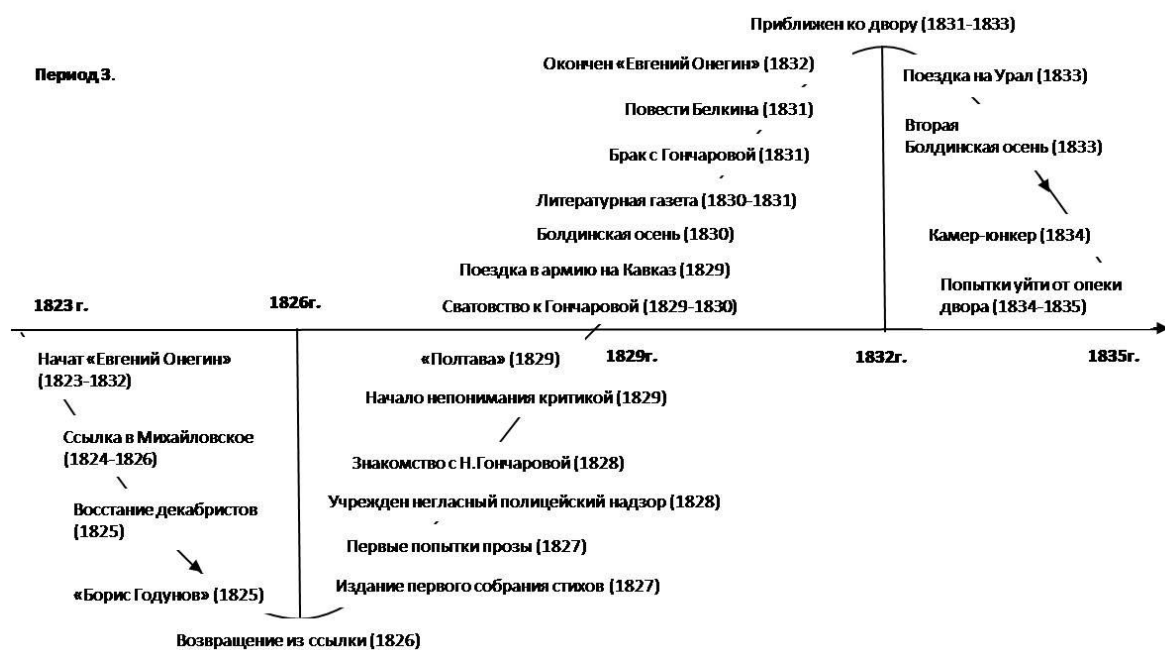 Приближен ко двору (1831-1833)
Период 3.
Окончен «Евгений Онегин» (1832)
Повести Белкина (1831)
Брак с Гончаровой (1831)
Литературная газета (1830-1831)
Болдинская осень (1830)
Поездка в армию на Кавказ (1829)
Сватовство к Гончаровой (1829-1830)
Поездка на Урал (1833)
Вторая
Болдинская осень (1833)
Камер-юнкер (1834)
Попытки уйти от опеки
двора (1834-1835)
1823 г.
1826г.
1829г.
1832г.
1835г.
Начат «Евгений Онегин»
(1823-1832)
Ссылка в Михайловское
(1824-1826)
Восстание декабристов
(1825)
«Борис Годунов» (1825)
Возвращение из ссылки (1826)
«Полтава» (1829)
Начало непонимания критикой (1829)
Знакомство с Н.Гончаровой (1828)
Учрежден негласный полицейский надзор (1828)
Первые попытки прозы (1827)
Издание первого собрания стихов (1827)